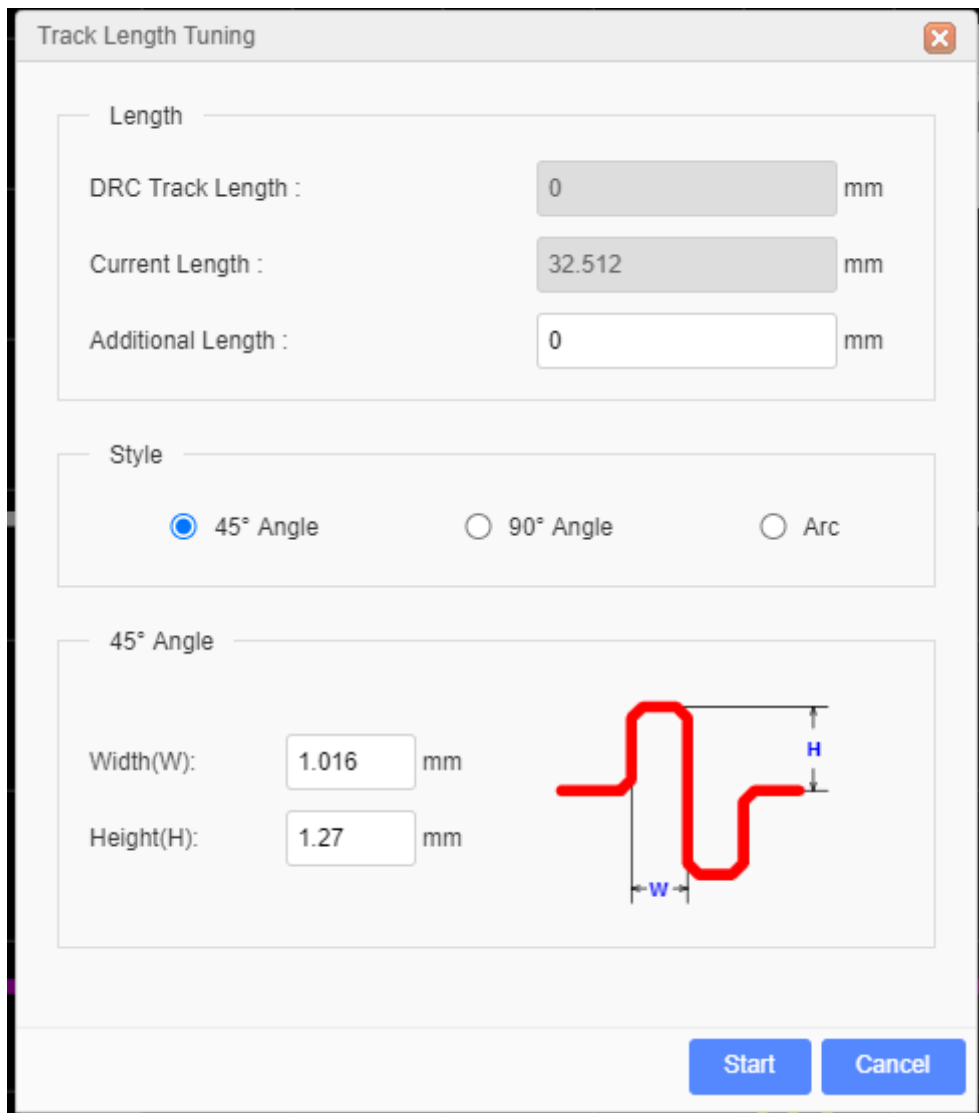 Track Length Tuning
Length
DRC Track Length : 0 mm
Current Length : 32.512 mm
Additional Length : 0 mm
Style
45° Angle 90° Angle Arc
45° Angle
Width(W): 1.016 mm
H
Height(H): 1.27 mm
W
Start Cancel